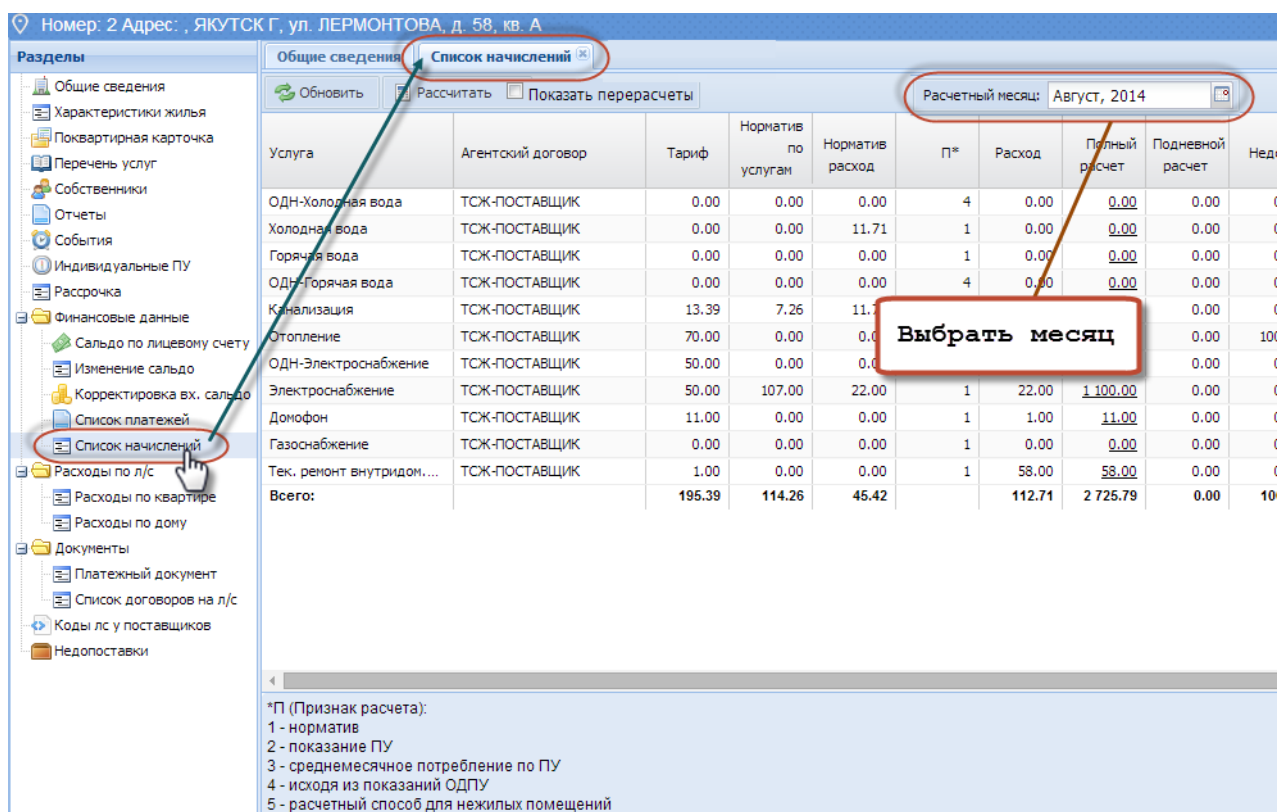 Номер: 2 Адрес: , ЯКУТСК Г, ул. ЛЕРМОНТОВА, д. 58, кв. А
Разделы
Общие сведения
Характеристики жилья
Поквартирная карточка
Перечень услуг
Собственники
Отчеты
События
Индивидуальные ПУ
Рассрочка
Финансовые данные
Сальдо по лицевому счету
Изменение сальдо
Корректировка вх. сальдо
Список платежей
Список начислений
Расходы по л/с
Расходы по квартире
Расходы по дому
Документы
Платежный документ
Список договоров на л/с
Коды лс у поставщиков
Недопоставки
Общие сведения Список начислений
Обновить Рассчитать Показать перерасчеты Расчетный месяц: Август, 2014
Услуга Агентский договор Тариф Норматив по услугам Норматив расход П* Расход Полный расчет Подневной расчет
ОДН-Холодная вода ТСЖ-ПОСТАВЩИК 0.00 0.00 0.00 4 0.00 0.00 0.00
Холодная вода ТСЖ-ПОСТАВЩИК 0.00 0.00 11.71 1 0.00 0.00 0.00
Горячая вода ТСЖ-ПОСТАВЩИК 0.00 0.00 0.00 1 0.00 0.00 0.00
ОДН-Горячая вода ТСЖ-ПОСТАВЩИК 0.00 0.00 0.00 4 0.00 0.00 0.00
Канализация ТСЖ-ПОСТАВЩИК 13.39 7.26 0.00
Отопление ТСЖ-ПОСТАВЩИК 70.00 0.00 0.00
ОДН-Электроснабжение ТСЖ-ПОСТАВЩИК 50.00 0.00 0.00
Электроснабжение ТСЖ-ПОСТАВЩИК 50.00 107.00 22.00 1 22.00 1 100.00 0.00
Домофон ТСЖ-ПОСТАВЩИК 11.00 0.00 0.00 1 1.00 11.00 0.00
Газоснабжение ТСЖ-ПОСТАВЩИК 0.00 0.00 0.00 1 0.00 0.00 0.00
Тек. ремонт внутридом.... ТСЖ-ПОСТАВЩИК 1.00 0.00 0.00 1 58.00 58.00 0.00
Всего: 195.39 114.26 45.42 112.71 2 725.79 0.00
Выбрать месяц
*П (Признак расчета):
1 - норматив
2 - показание ПУ
3 - среднемесячное потребление по ПУ
4 - исходя из показаний ОДПУ
5 - расчетный способ для нежилых помещений